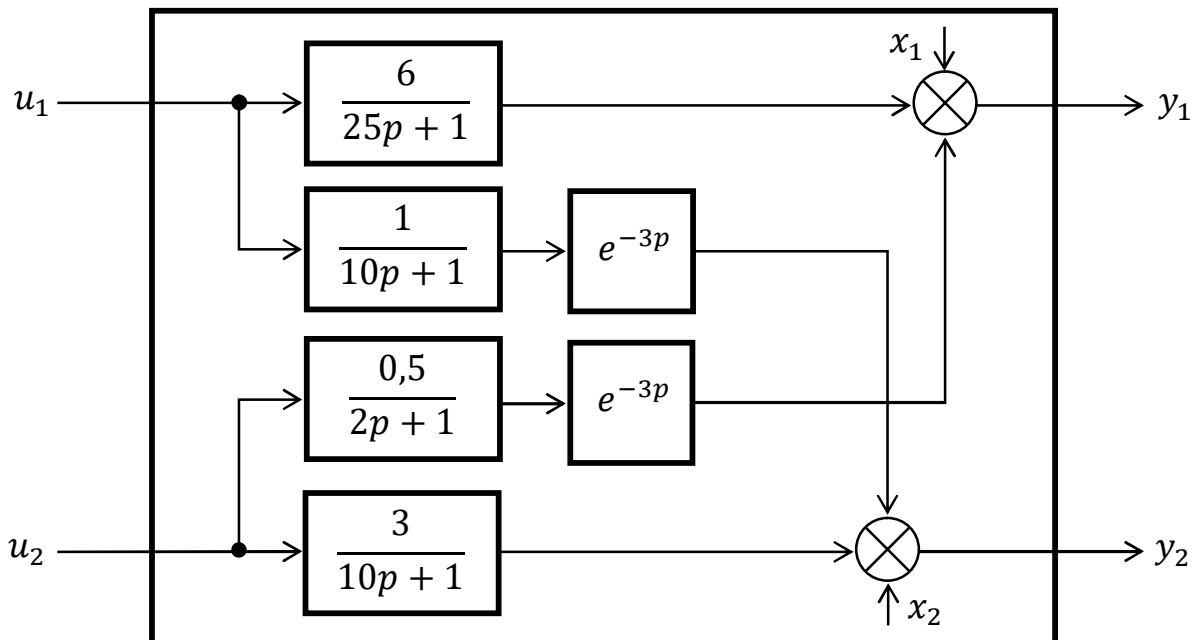 u₁
6
25p + 1
x₁
y₁
1
10p + 1
e⁻³ᵖ
0,5
2p + 1
e⁻³ᵖ
u₂
3
10p + 1
y₂
x₂